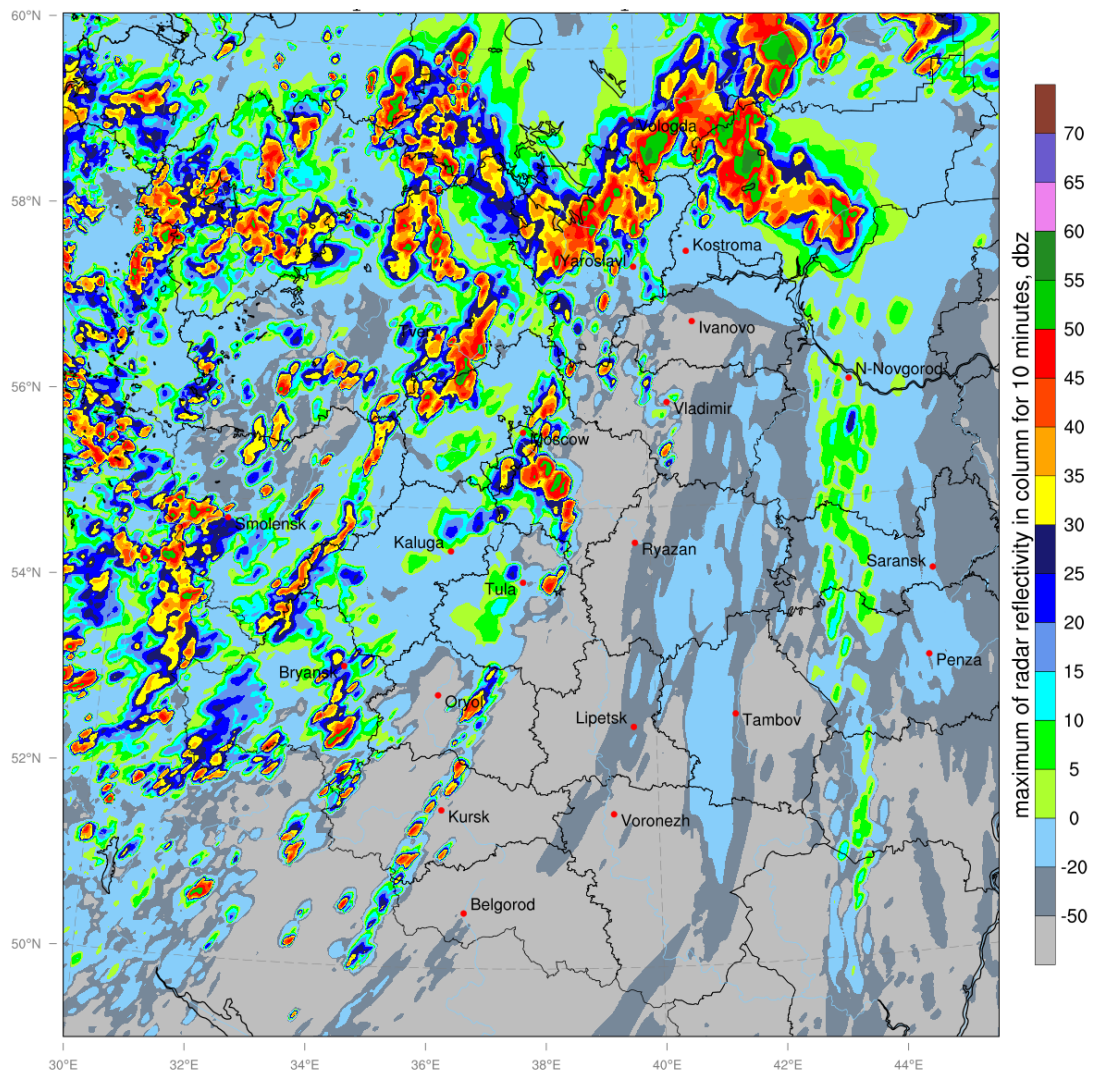 60°N
58°N
56°N
54°N
52°N
50°N
30°E
32°E
34°E
36°E
38°E
40°E
42°E
44°E
Vologda
Kostroma
Yaroslavl
Ivanovo
Tver
N-Novgorod
Vladimir
Moscow
Smolensk
Kaluga
Ryazan
Saransk
Tula
Penza
Bryansk
Oryol
Lipetsk
Tambov
Kursk
Voronezh
Belgorod
70
65
60
55
50
45
40
35
30
25
20
15
10
5
0
-20
-50
maximum of radar reflectivity in column for 10 minutes, dbz